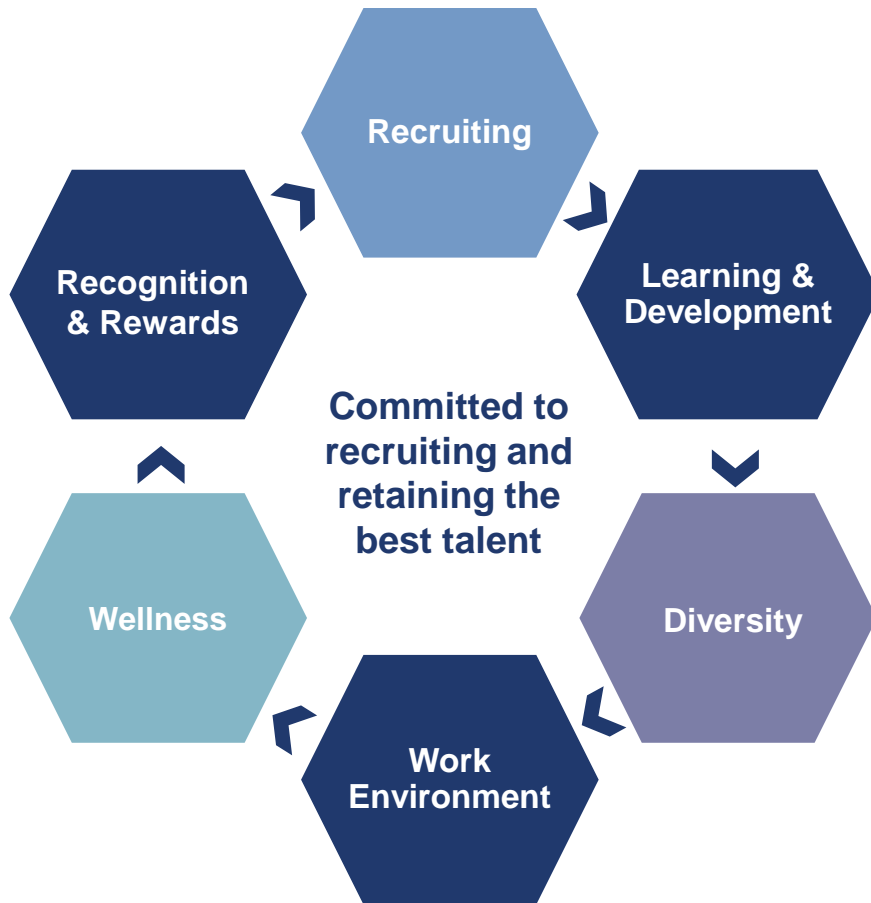 Recruiting
Learning &
Development
Diversity
Work
Environment
Wellness
Recognition
& Rewards
Committed to
recruiting and
retaining the
best talent